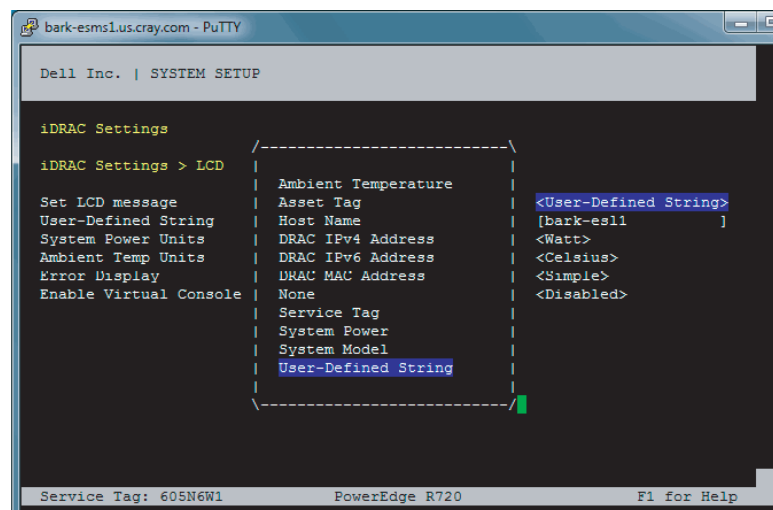 bark-esms1.us.cray.com - PuTTY
Dell Inc. | SYSTEM SETUP
iDRAC Settings
iDRAC Settings > LCD
Set LCD message
User-Defined String
System Power Units
Ambient Temp Units
Error Display
Enable Virtual Console
Ambient Temperature
Asset Tag
Host Name
DRAC IPv4 Address
DRAC IPv6 Address
DRAC MAC Address
None
Service Tag
System Power
System Model
User-Defined String
<User-Defined String>
[bark-esl1 ]
<Watt>
<Celsius>
<Simple>
<Disabled>
Service Tag: 605N6W1 PowerEdge R720 F1 for Help